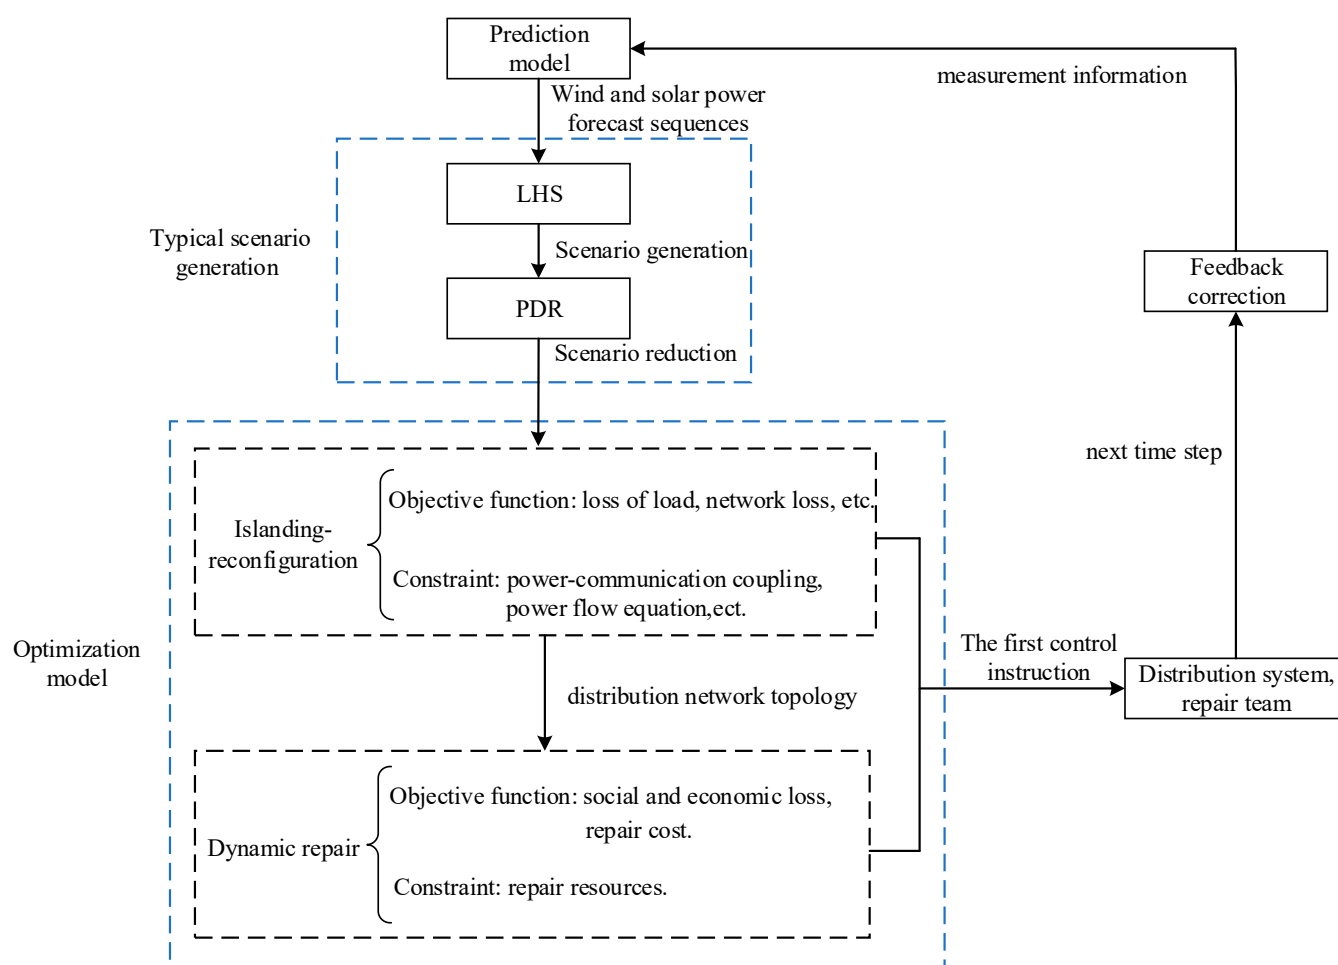 Prediction
model
measurement information
Wind and solar power
forecast sequences
LHS
Typical scenario
generation
Scenario generation
Feedback
correction
PDR
Scenario reduction
next time step
Objective function: loss of load, network loss, etc.
Islanding-
reconfiguration
Constraint: power-communication coupling,
power flow equation,ect.
Optimization
model
The first control
instruction
Distribution system,
repair team
distribution network topology
Objective function: social and economic loss,
repair cost.
Dynamic repair
Constraint: repair resources.